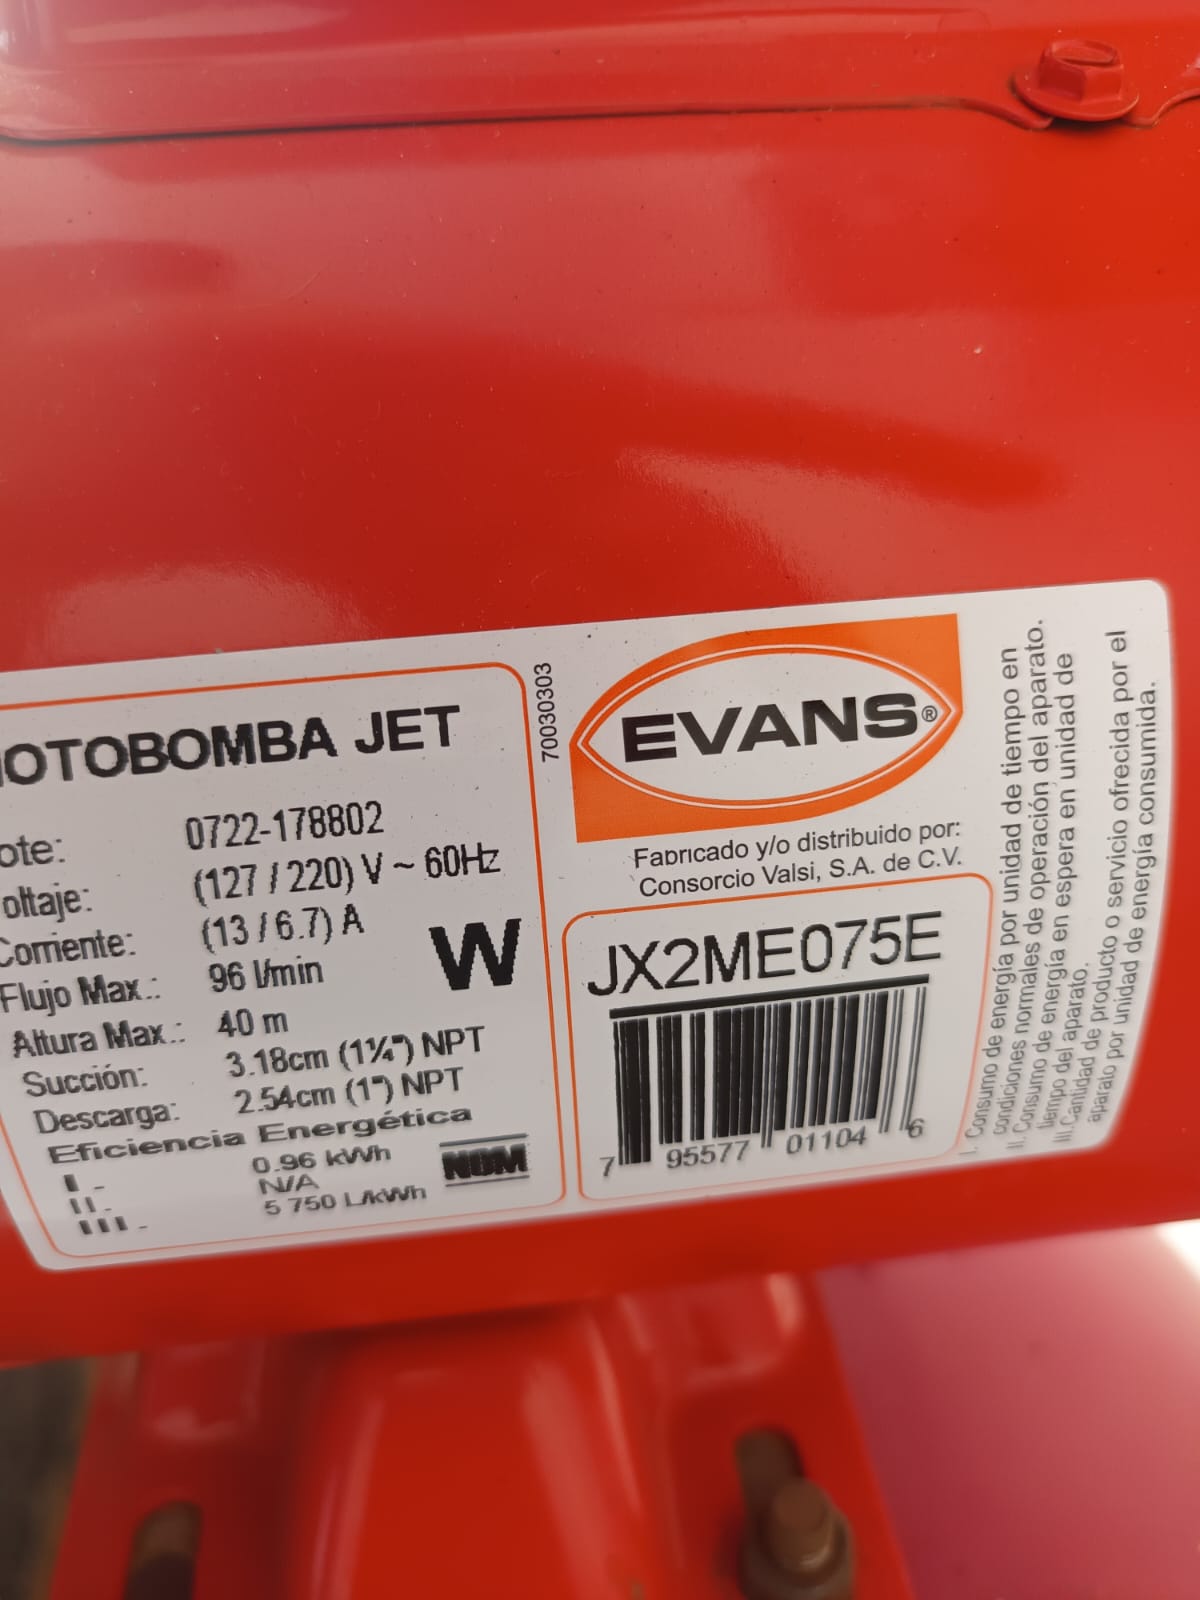 MOTOBOMBA JET
ote: 0722-178802
oltaje: (127 / 220) V ~ 60Hz
Corriente: (13 / 6.7) A
Flujo Max.: 96 l/min
W
Altura Max.: 40 m
Succión: 3.18cm (1¼") NPT
Descarga: 2.54cm (1") NPT
Eficiencia Energética
I - 0.96 kWh
II - N/A
III - 5 750 L/kWh
NOM
70030303
EVANS®
Fabricado y/o distribuido por:
Consorcio Valsi, S.A. de C.V.
JX2ME075E
7 95577 01104 6
I. Consumo de energía por unidad de tiempo en
condiciones normales de operación del aparato.
II. Consumo de energía en espera en unidad de
tiempo del aparato.
III. Cantidad de producto o servicio ofrecida por el
aparato por unidad de energía consumida.